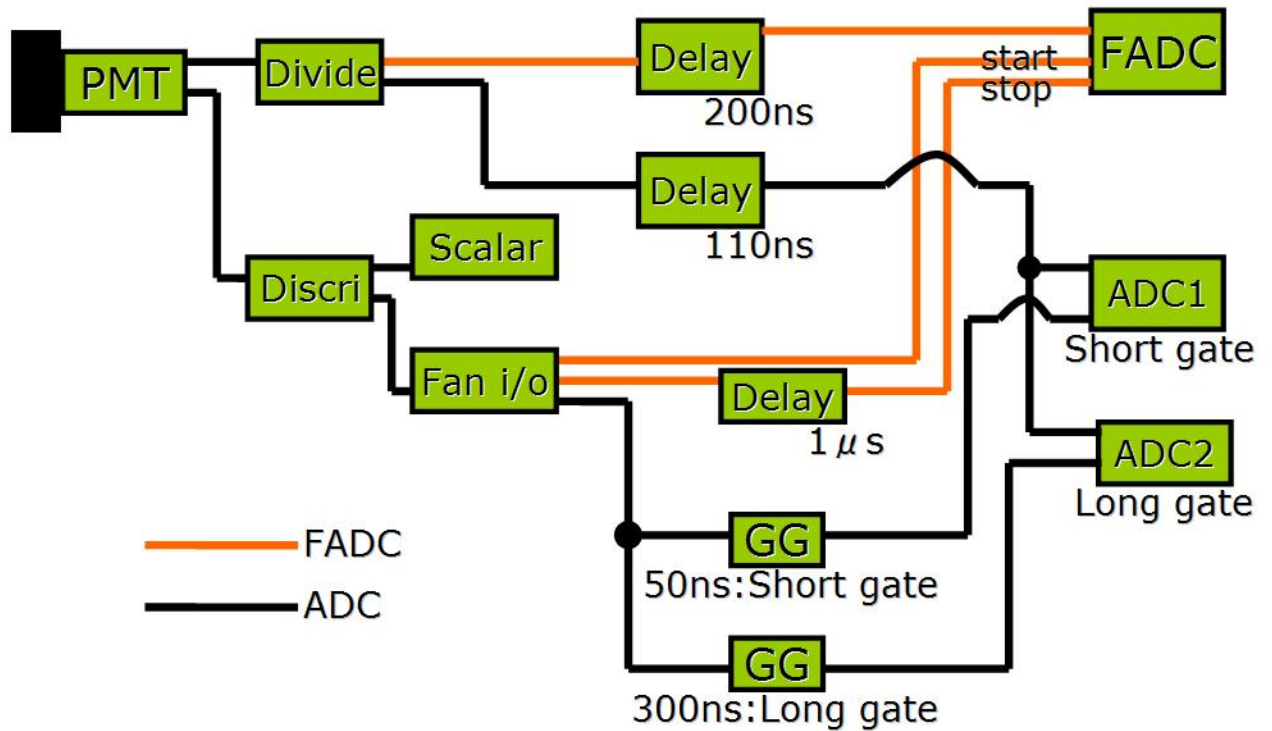 PMT
Divide
Delay
200ns
start
stop
FADC
Delay
110ns
Scalar
Discri
ADC1
Short gate
Fan i/o
Delay
1μs
ADC2
Long gate
FADC
ADC
GG
50ns:Short gate
GG
300ns:Long gate